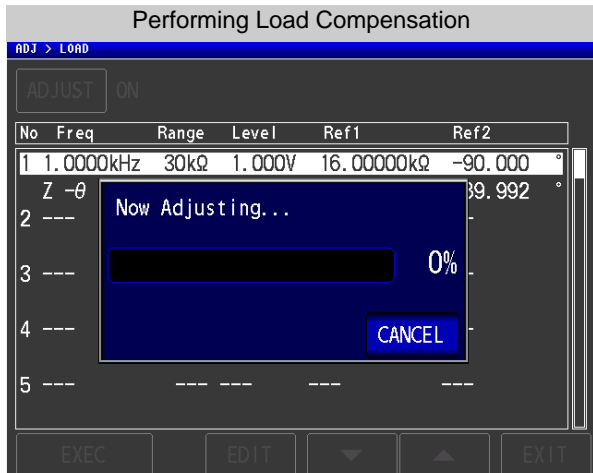 Performing Load Compensation
ADJ > LOAD
ADJUST ON
No Freq Range Level Ref1 Ref2
1 1.0000kHz 30kΩ 1.000V 16.00000kΩ -90.000 °
Z -θ 39.992 °
Now Adjusting...
2 ---
0%
3 --- -
4 --- -
CANCEL
5 --- --- --- --- ---
EXEC EDIT ▼ ▲ EXIT